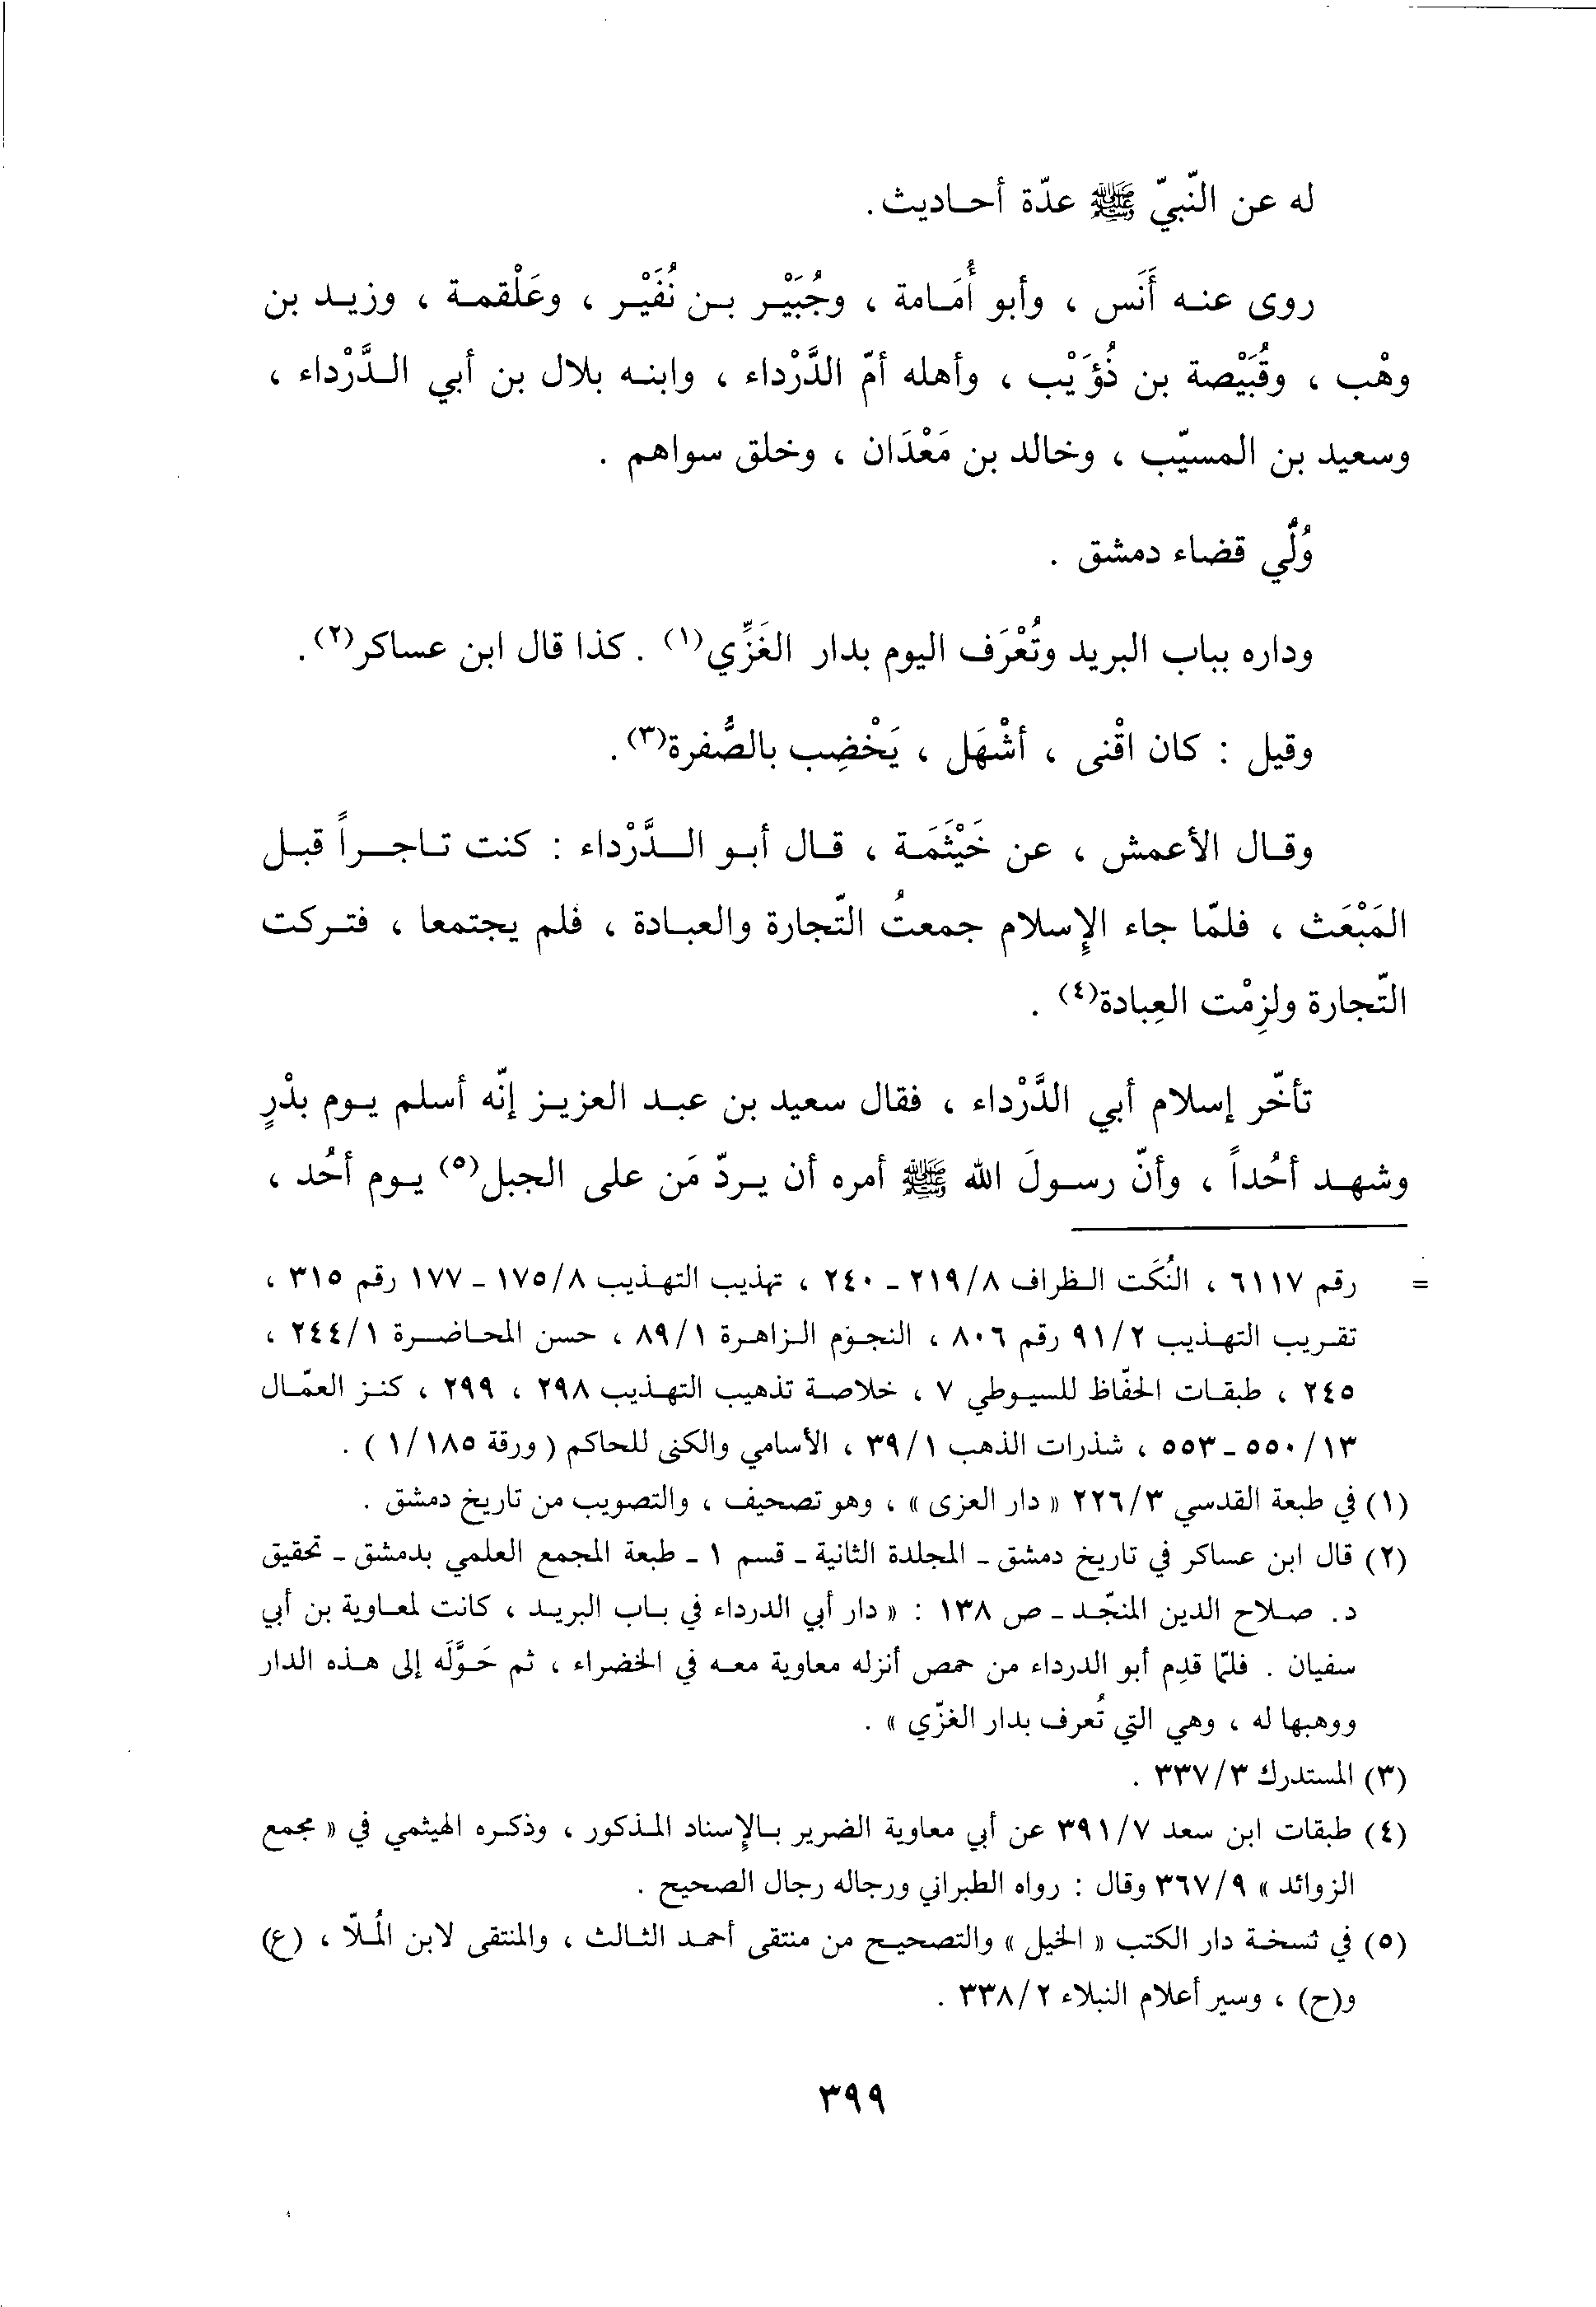 له عن النّبيّ ﷺ عدّة أحاديث.
روى عنه أَنَس ، وأبو أُمَامة ، وجُبَيْر بن نُفَيْر ، وعَلْقمة ، وزيد بن
وهْب ، وقُبَيْصة بن ذُؤَيْب ، وأهله أمّ الدَّرْداء ، وابنه بلال بن أبي الدَّرْداء ،
وسعيد بن المسيّب ، وخالد بن مَعْدَان ، وخلق سواهم .
وُلّي قضاء دمشق .
وداره بباب البريد وتُعْرَف اليوم بدار الغَزِّي(١) . كذا قال ابن عساكر(٢).
وقيل : كان اقْنى ، أشْهَل ، يَخْضِب بالصُّفرة(٣).
وقال الأعمش ، عن خَيْثَمَة ، قال أبو الدَّرْداء : كنت تاجراً قبل
المَبْعَث ، فلمّا جاء الإسلام جمعتُ التّجارة والعبادة ، فلم يجتمعا ، فتركت
التّجارة ولزِمْت العِبادة(٤) .
تأخّر إسلام أبي الدَّرْداء ، فقال سعيد بن عبد العزيز إنّه أسلم يوم بدْرٍ
وشهد أحُداً ، وأنّ رسولَ الله ﷺ أمره أن يردّ مَن على الجبل(٥) يوم أحُد ،
= رقم ٦١١٧ ، النُكَت الظراف ٢١٩/٨ - ٢٤٠ ، تهذيب التهذيب ١٧٥/٨ - ١٧٧ رقم ٣١٥ ،
تقريب التهذيب ٩١/٢ رقم ٨٠٦ ، النجوم الزاهرة ٨٩/١ ، حسن المحاضرة ٢٤٤/١ ،
٢٤٥ ، طبقات الحفّاظ للسيوطي ٧ ، خلاصة تذهيب التهذيب ٢٩٨ ، ٢٩٩ ، كنز العمّال
٥٥٠/١٣ - ٥٥٣ ، شذرات الذهب ٣٩/١ ، الأسامي والكنى للحاكم ( ورقة ١/١٨٥ ) .
(١) في طبعة القدسي ٢٢٦/٣ « دار العزى » ، وهو تصحيف ، والتصويب من تاريخ دمشق .
(٢) قال ابن عساكر في تاريخ دمشق - المجلدة الثانية - قسم ١ - طبعة المجمع العلمي بدمشق - تحقيق
د. صلاح الدين المنجّد - ص ١٣٨ : « دار أبي الدرداء في باب البريد ، كانت لمعاوية بن أبي
سفيان . فلمّا قدِم أبو الدرداء من حمص أنزله معاوية معه في الخضراء ، ثم حَوَّلَه إلى هذه الدار
ووهبها له ، وهي التي تُعرف بدار الغزّي » .
(٣) المستدرك ٣٣٧/٣ .
(٤) طبقات ابن سعد ٣٩١/٧ عن أبي معاوية الضرير بالإسناد المذكور ، وذكره الهيثمي في « مجمع
الزوائد » ٣٦٧/٩ وقال : رواه الطبراني ورجاله رجال الصحيح .
(٥) في نسخة دار الكتب « الخيل » والتصحيح من منتقى أحمد الثالث ، والمنتقى لابن المُلّا ، (ع)
و(ح) ، وسير أعلام النبلاء ٣٣٨/٢ .
٣٩٩